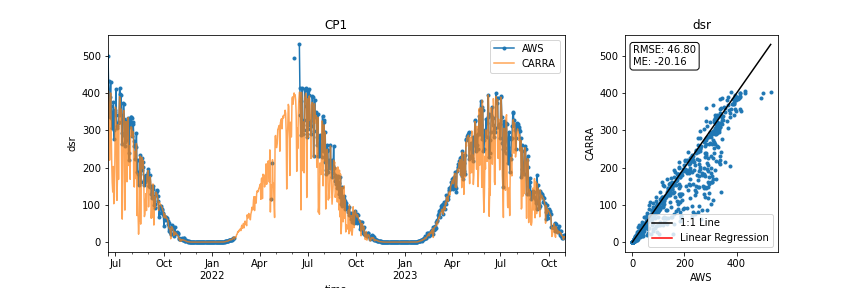 CP1
dsr
500
400
300
200
100
0
dsr
AWS
CARRA
Jul
Oct
Jan
2022
Apr
Jul
Oct
Jan
2023
Apr
Jul
Oct
time
dsr
RMSE: 46.80
ME: -20.16
500
400
300
200
100
0
CARRA
1:1 Line
Linear Regression
0
200
400
AWS